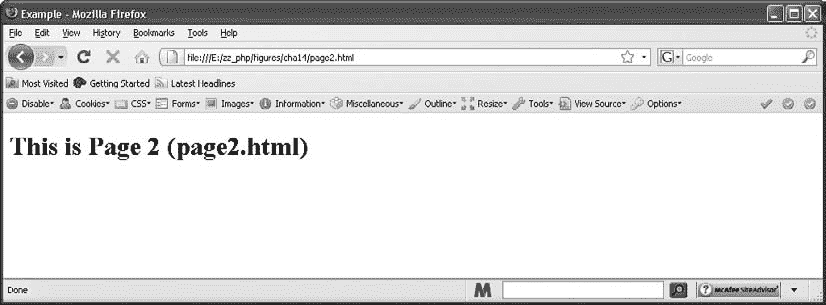 Example - Mozilla Firefox
File Edit View History Bookmarks Tools Help
file:///E:/zz_php/figures/cha14/page2.html G Google
Most Visited Getting Started Latest Headlines
Disable Cookies CSS Forms Images Information Miscellaneous Outline Resize Tools View Source Options
This is Page 2 (page2.html)
Done M McAfee SiteAdvisor